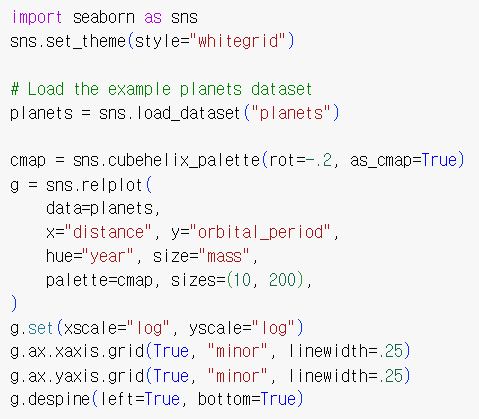 import seaborn as sns
sns.set_theme(style="whitegrid")

# Load the example planets dataset
planets = sns.load_dataset("planets")

cmap = sns.cubehelix_palette(rot=-.2, as_cmap=True)
g = sns.relplot(
    data=planets,
    x="distance", y="orbital_period",
    hue="year", size="mass",
    palette=cmap, sizes=(10, 200),
)
g.set(xscale="log", yscale="log")
g.ax.xaxis.grid(True, "minor", linewidth=.25)
g.ax.yaxis.grid(True, "minor", linewidth=.25)
g.despine(left=True, bottom=True)